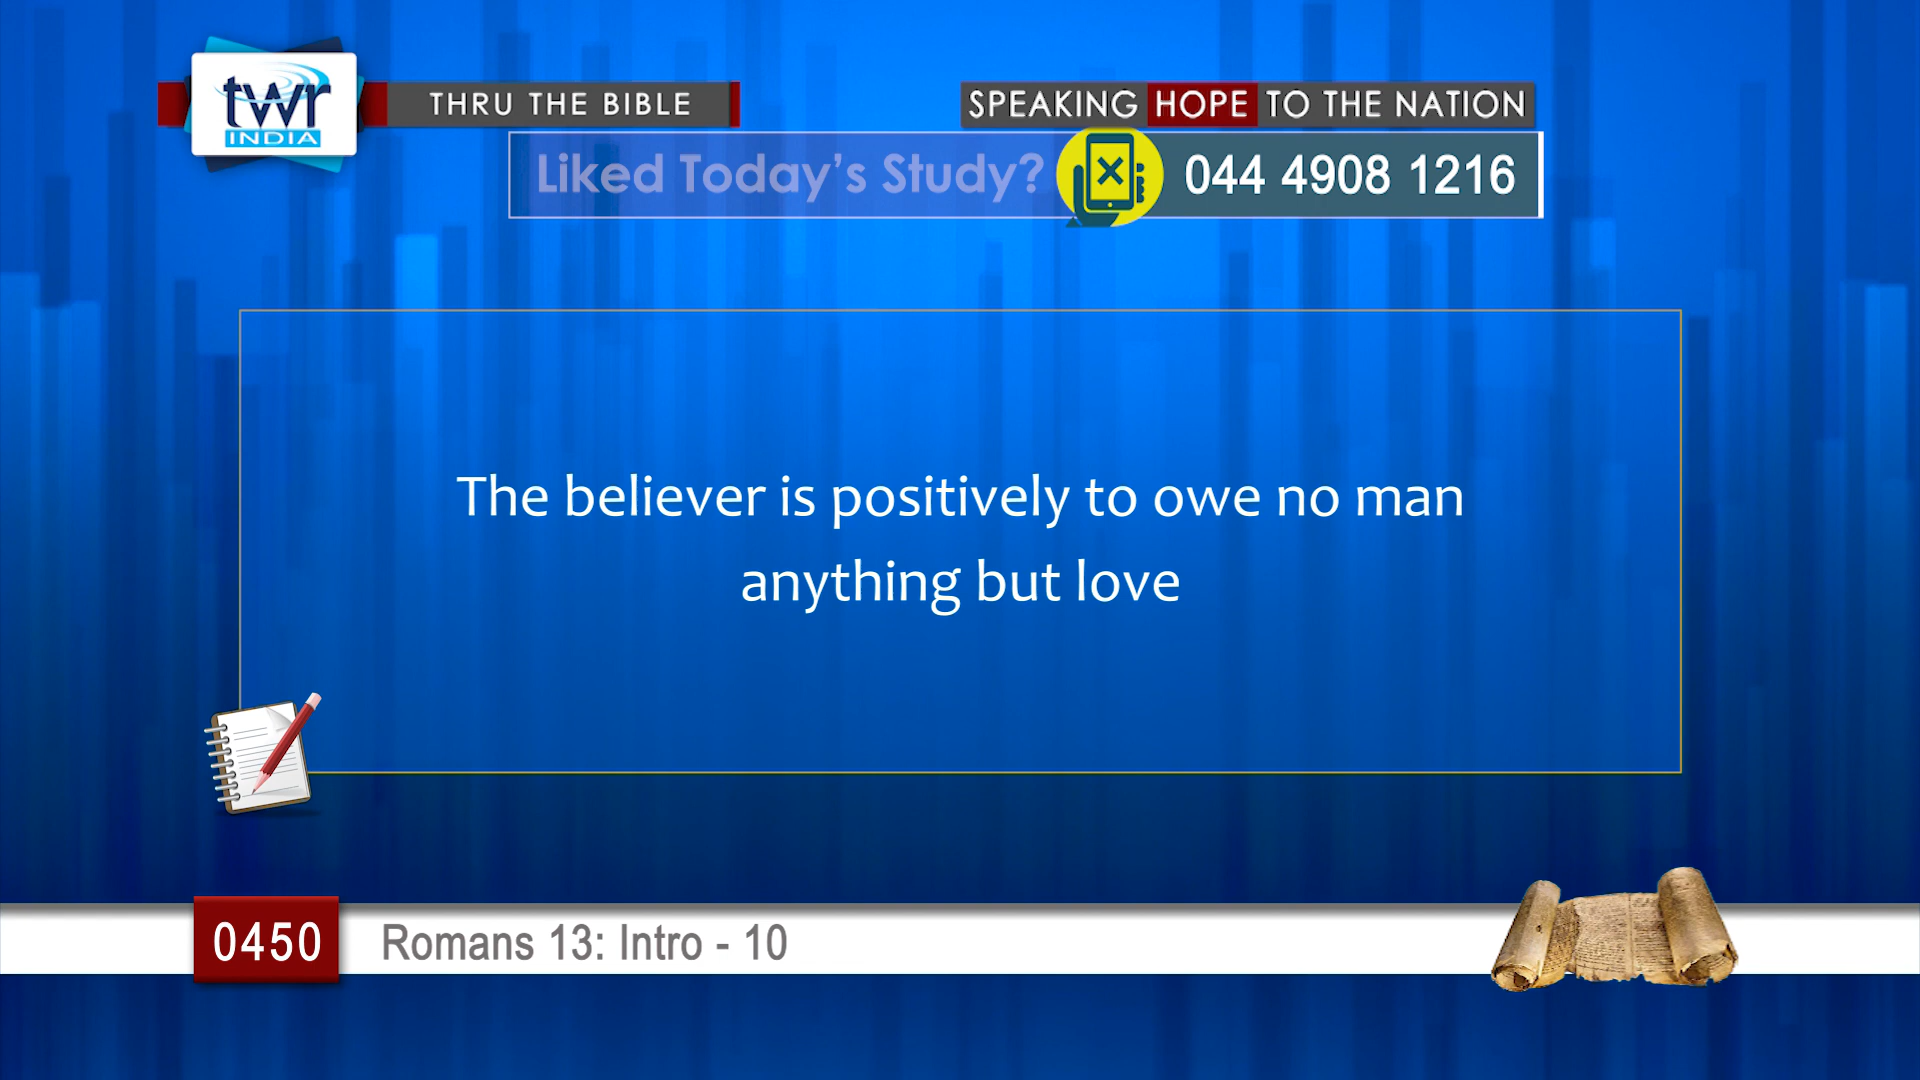 twr
INDIA
THRU THE BIBLE
SPEAKING HOPE TO THE NATION
Liked Today’s Study?
044 4908 1216
The believer is positively to owe no man
anything but love
0450
Romans 13: Intro - 10